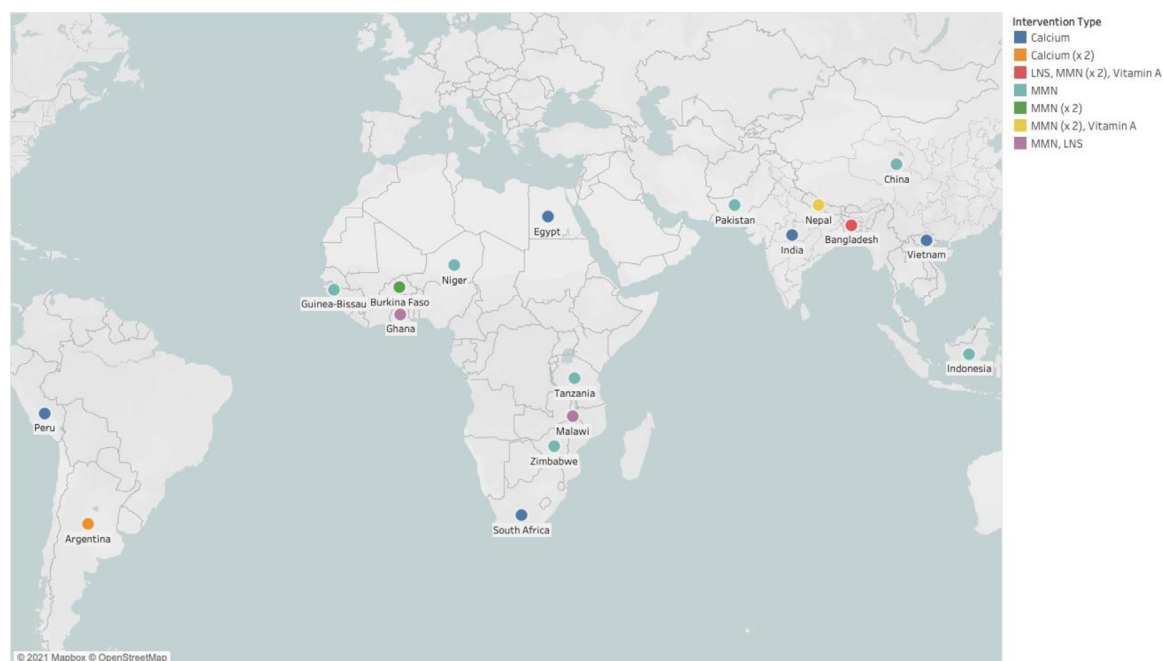 Intervention Type
Calcium
Calcium (x 2)
LNS, MMN (x 2), Vitamin A
MMN
MMN (x 2)
MMN (x 2), Vitamin A
MMN, LNS
China
Pakistan
Nepal
Egypt
Bangladesh
India
Vietnam
Niger
Guinea-Bissau
Burkina Faso
Ghana
Indonesia
Tanzania
Peru
Malawi
Zimbabwe
South Africa
Argentina
© 2021 Mapbox © OpenStreetMap